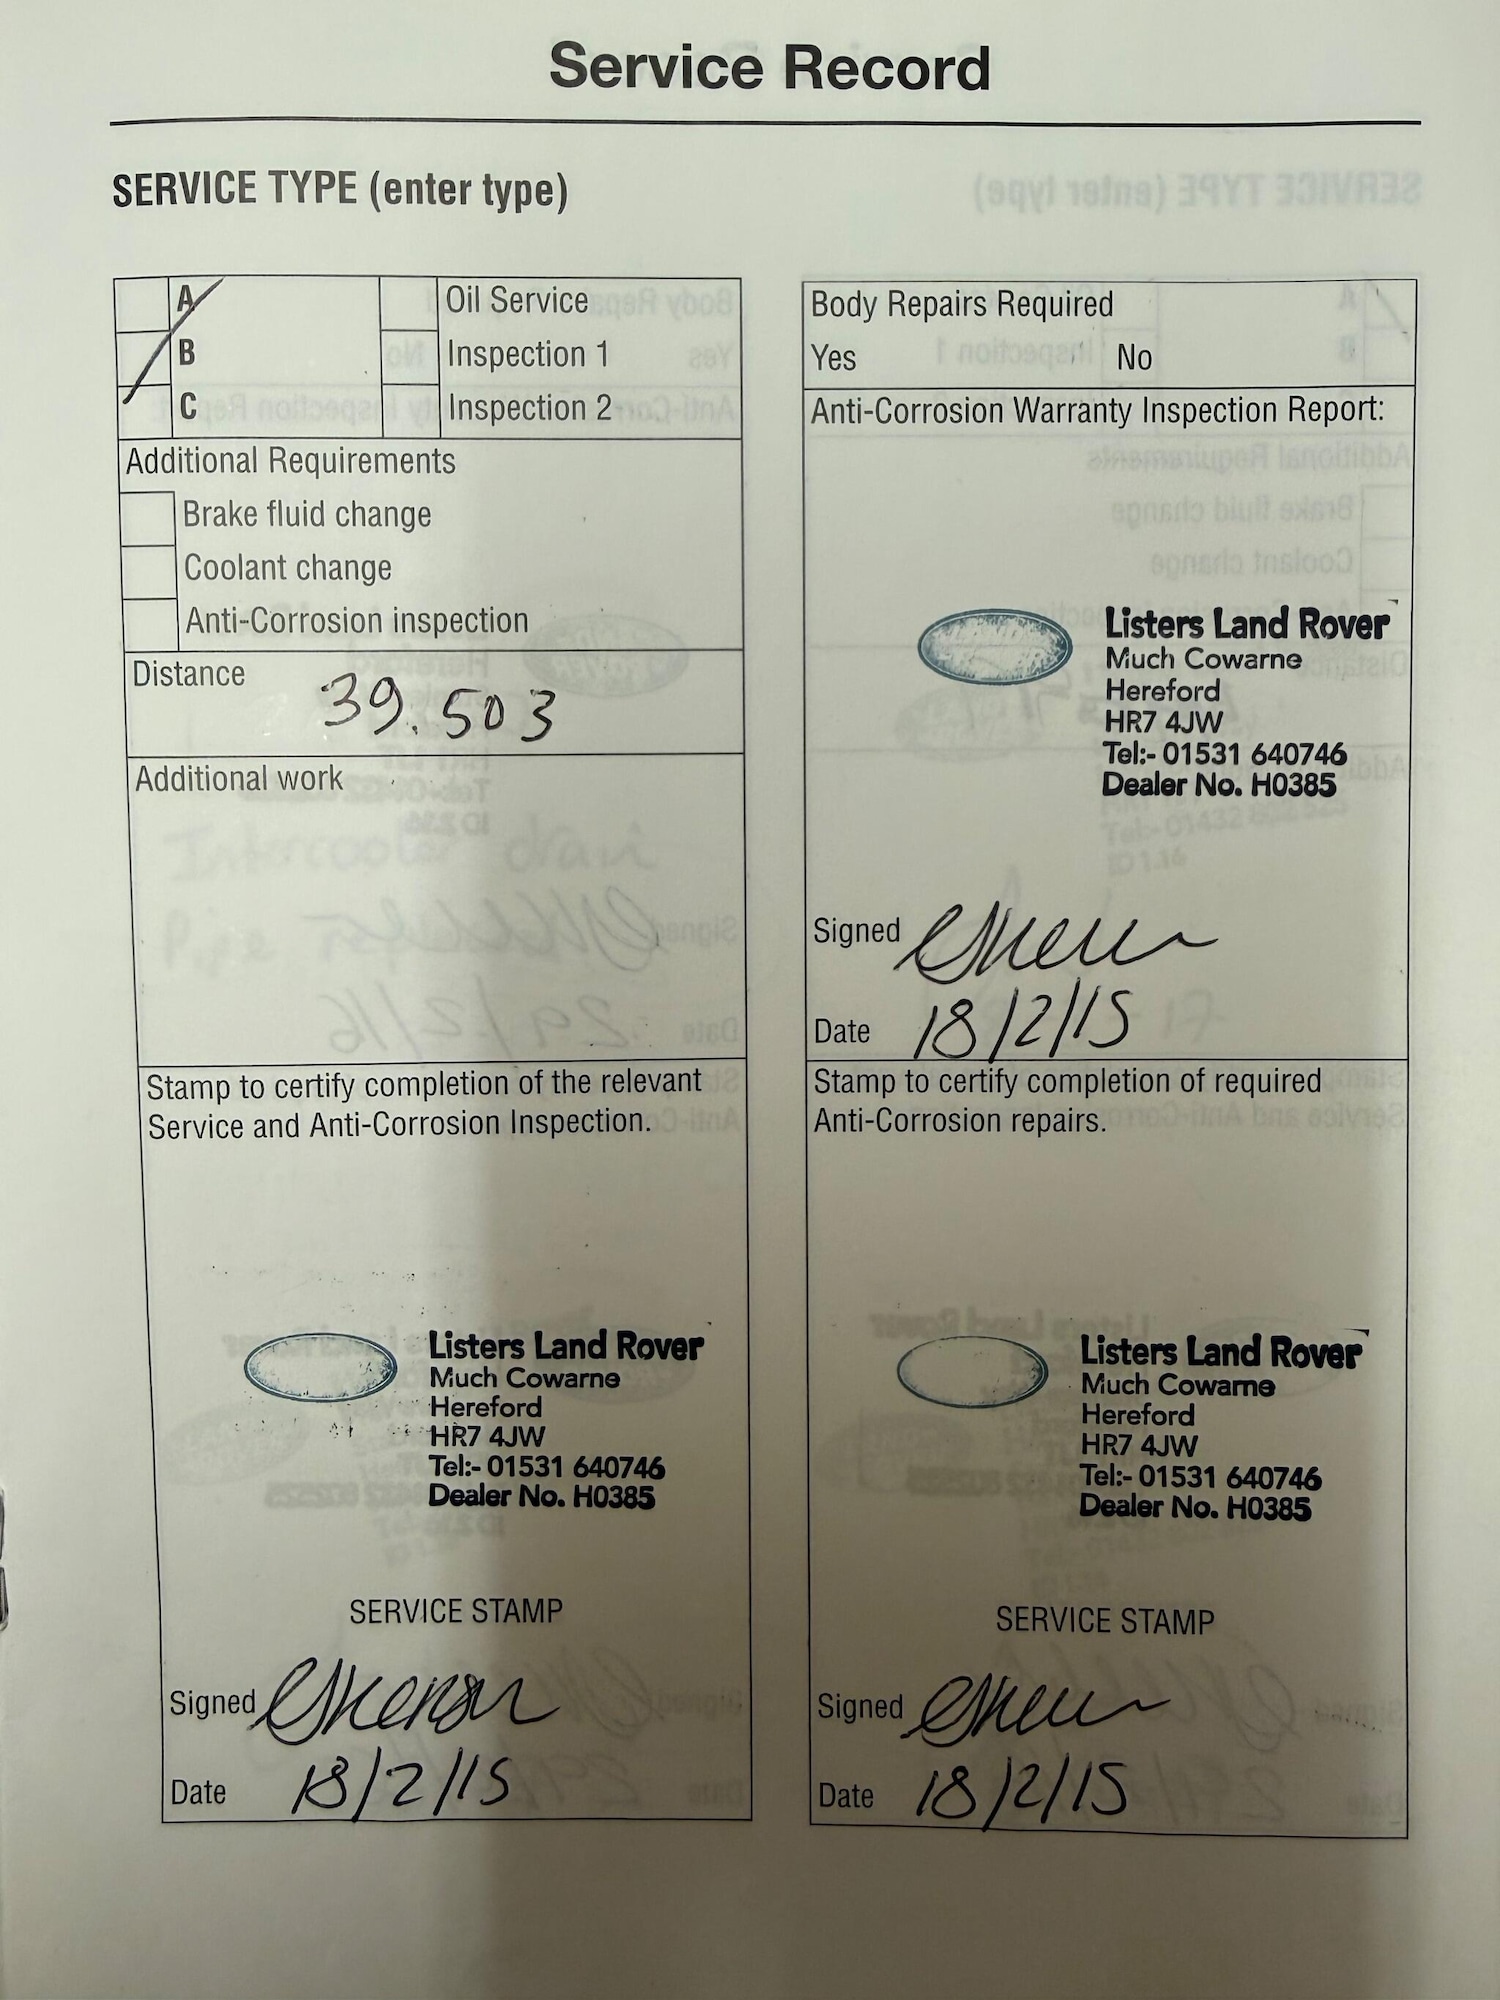 Service Record
SERVICE TYPE (enter type)
A
B
C
Oil Service
Inspection 1
Inspection 2
Additional Requirements
Brake fluid change
Coolant change
Anti-Corrosion inspection
Distance
39.503
Additional work
Stamp to certify completion of the relevant
Service and Anti-Corrosion Inspection.
Listers Land Rover
Much Cowarne
Hereford
HR7 4JW
Tel:- 01531 640746
Dealer No. H0385
SERVICE STAMP
Signed
Date 18/2/15
Body Repairs Required
Yes No
Anti-Corrosion Warranty Inspection Report:
Listers Land Rover
Much Cowarne
Hereford
HR7 4JW
Tel:- 01531 640746
Dealer No. H0385
Signed
Date 18/2/15
Stamp to certify completion of required
Anti-Corrosion repairs.
Listers Land Rover
Much Cowarne
Hereford
HR7 4JW
Tel:- 01531 640746
Dealer No. H0385
SERVICE STAMP
Signed
Date 18/2/15